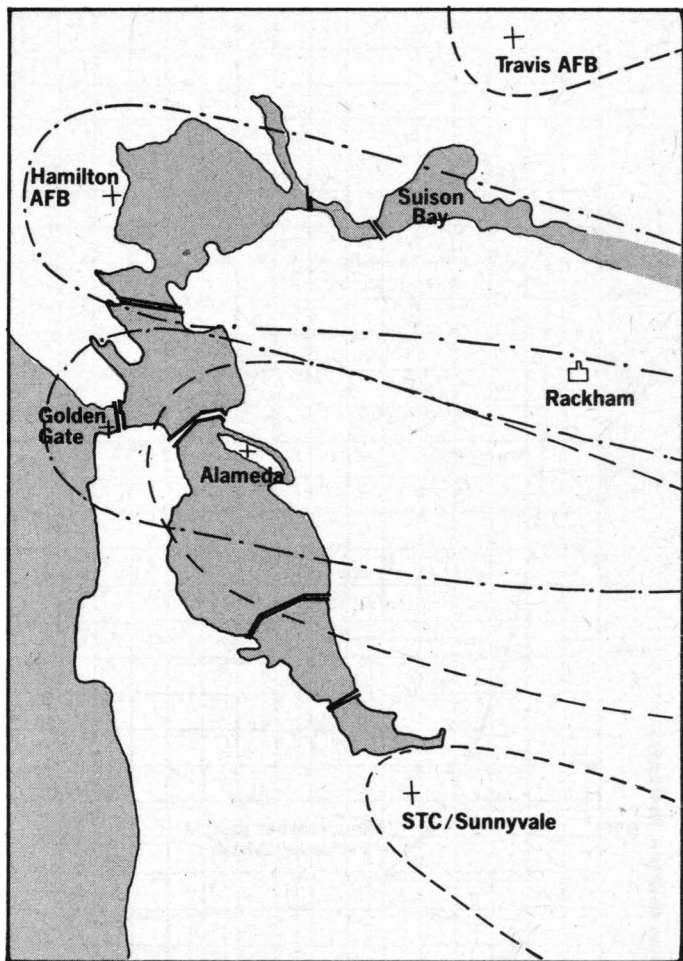 Travis AFB
Hamilton
AFB
Suison
Bay
Rackham
Golden
Gate
Alameda
STC/Sunnyvale